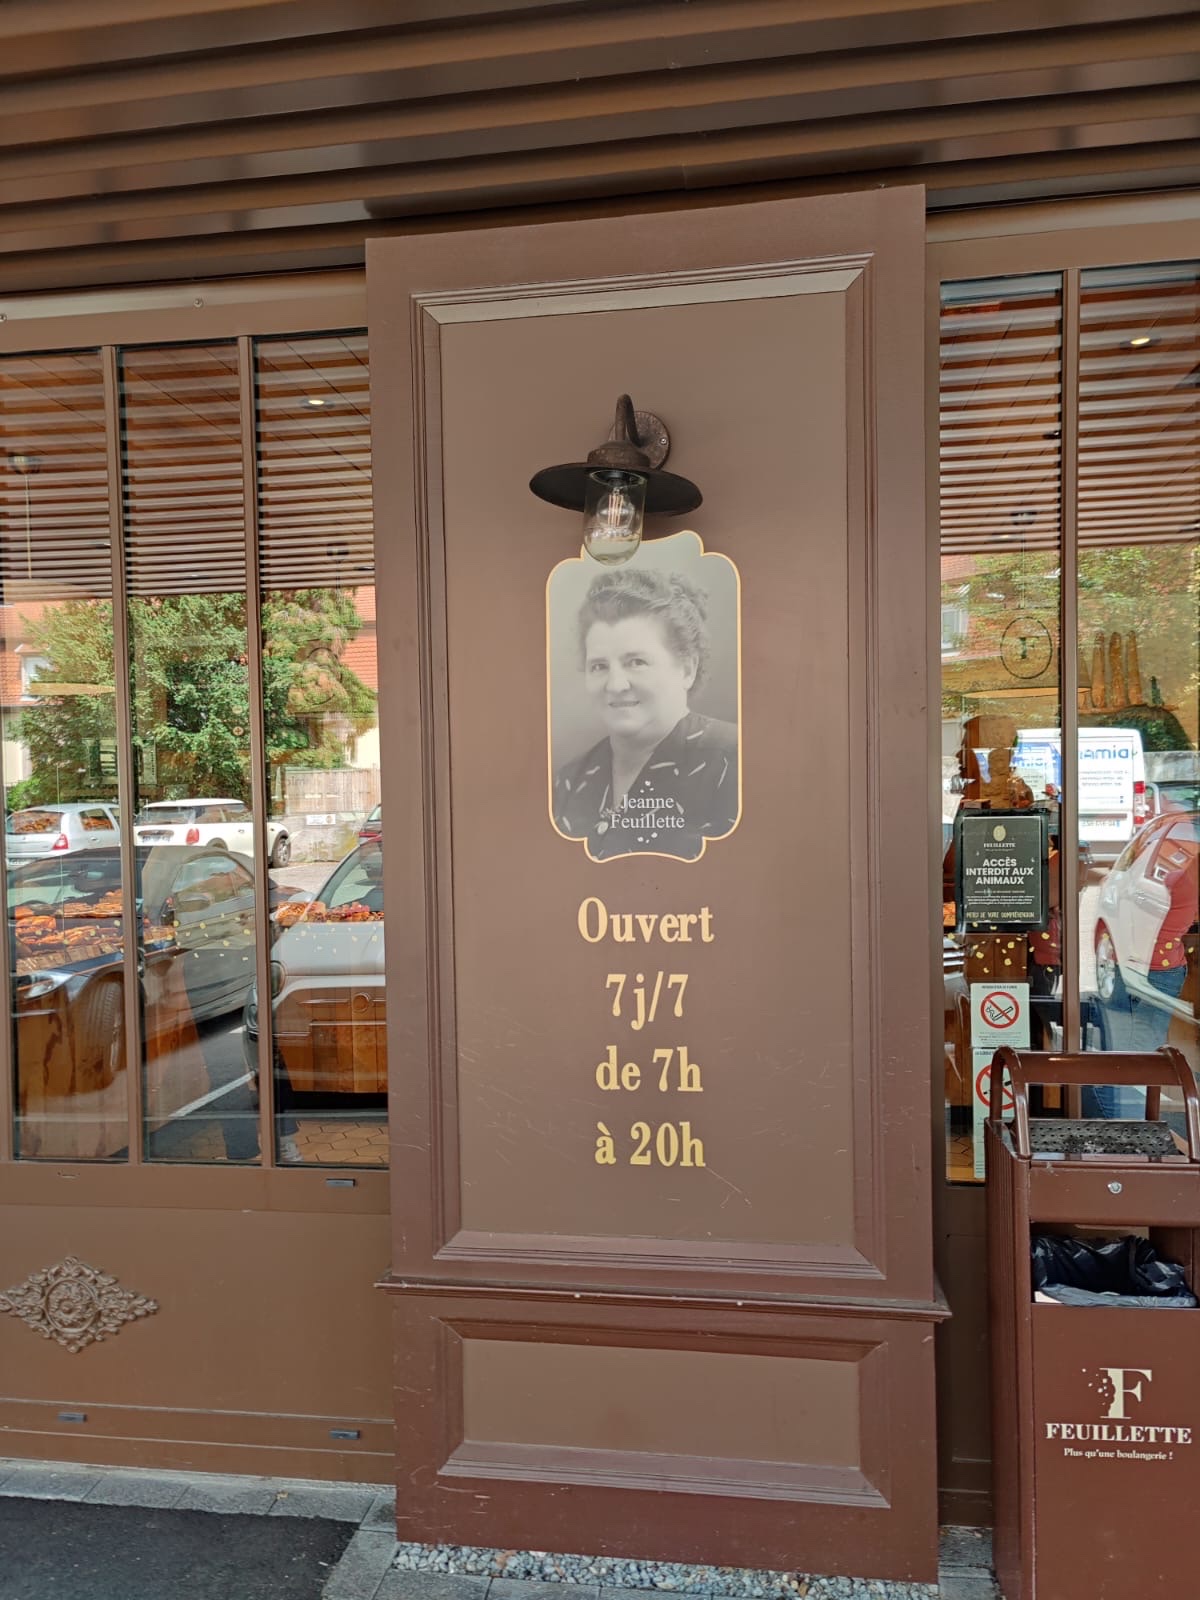 Jeanne
Feuillette
Ouvert
7j/7
de 7h
à 20h
F
FEUILLETTE
ACCÈS
INTERDIT AUX
ANIMAUX
F
FEUILLETTE
Plus qu'une boulangerie !